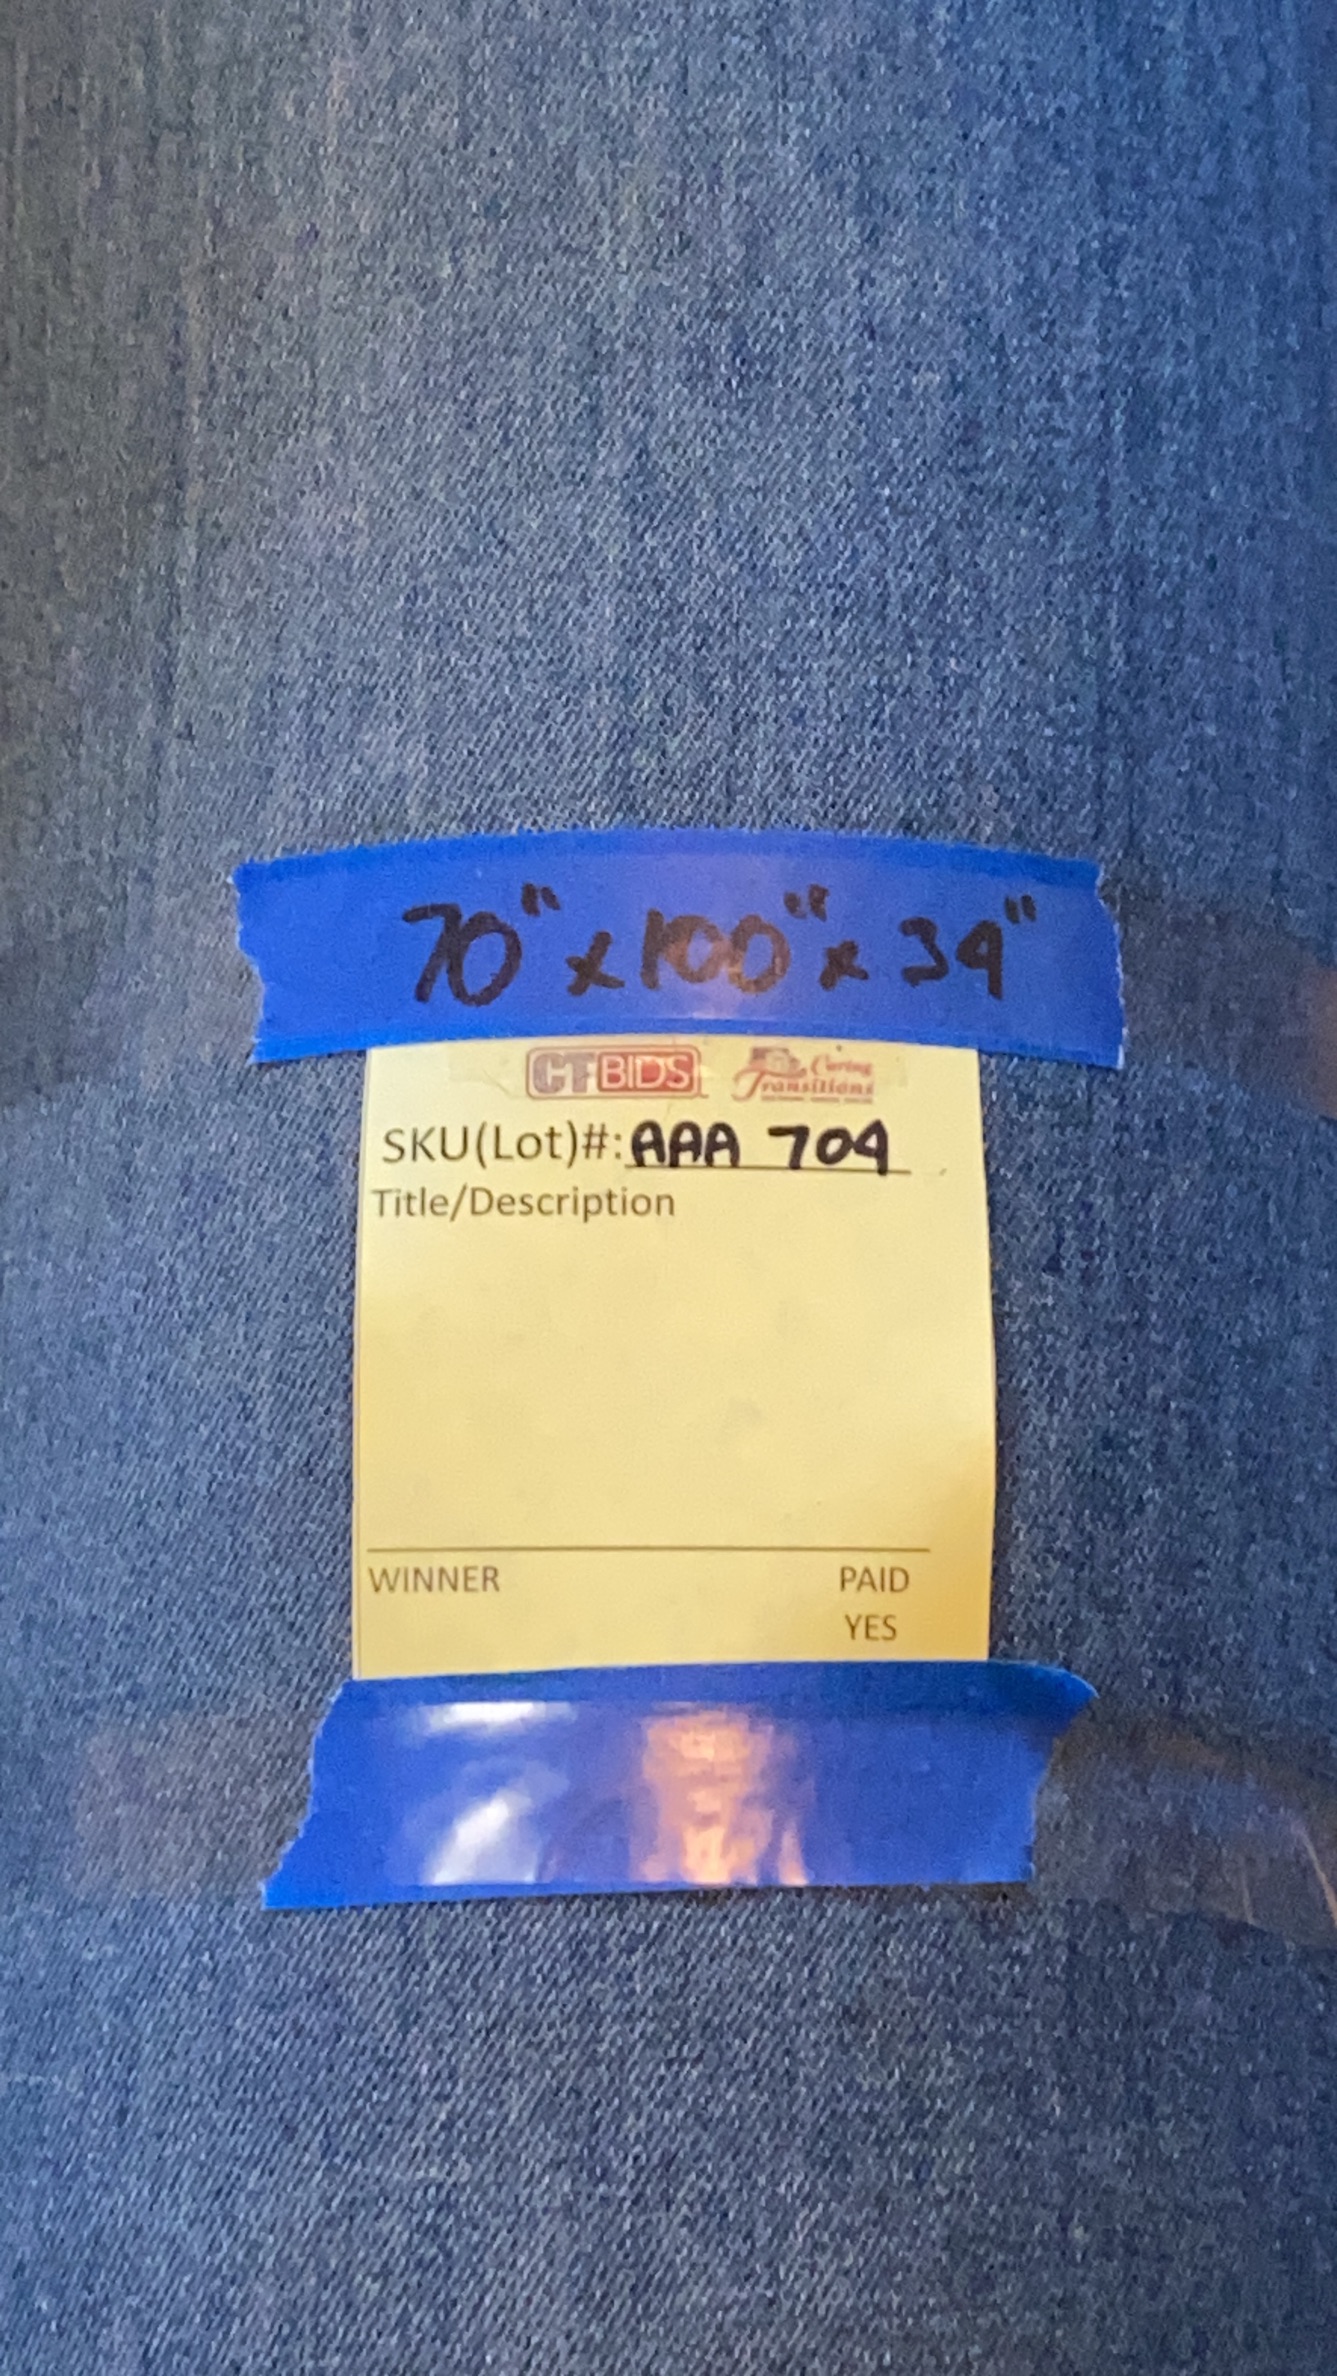 70" x 100" x 34"
CTBIDS Caring Transitions
SKU(Lot)#: AAA 704
Title/Description
WINNER PAID
YES